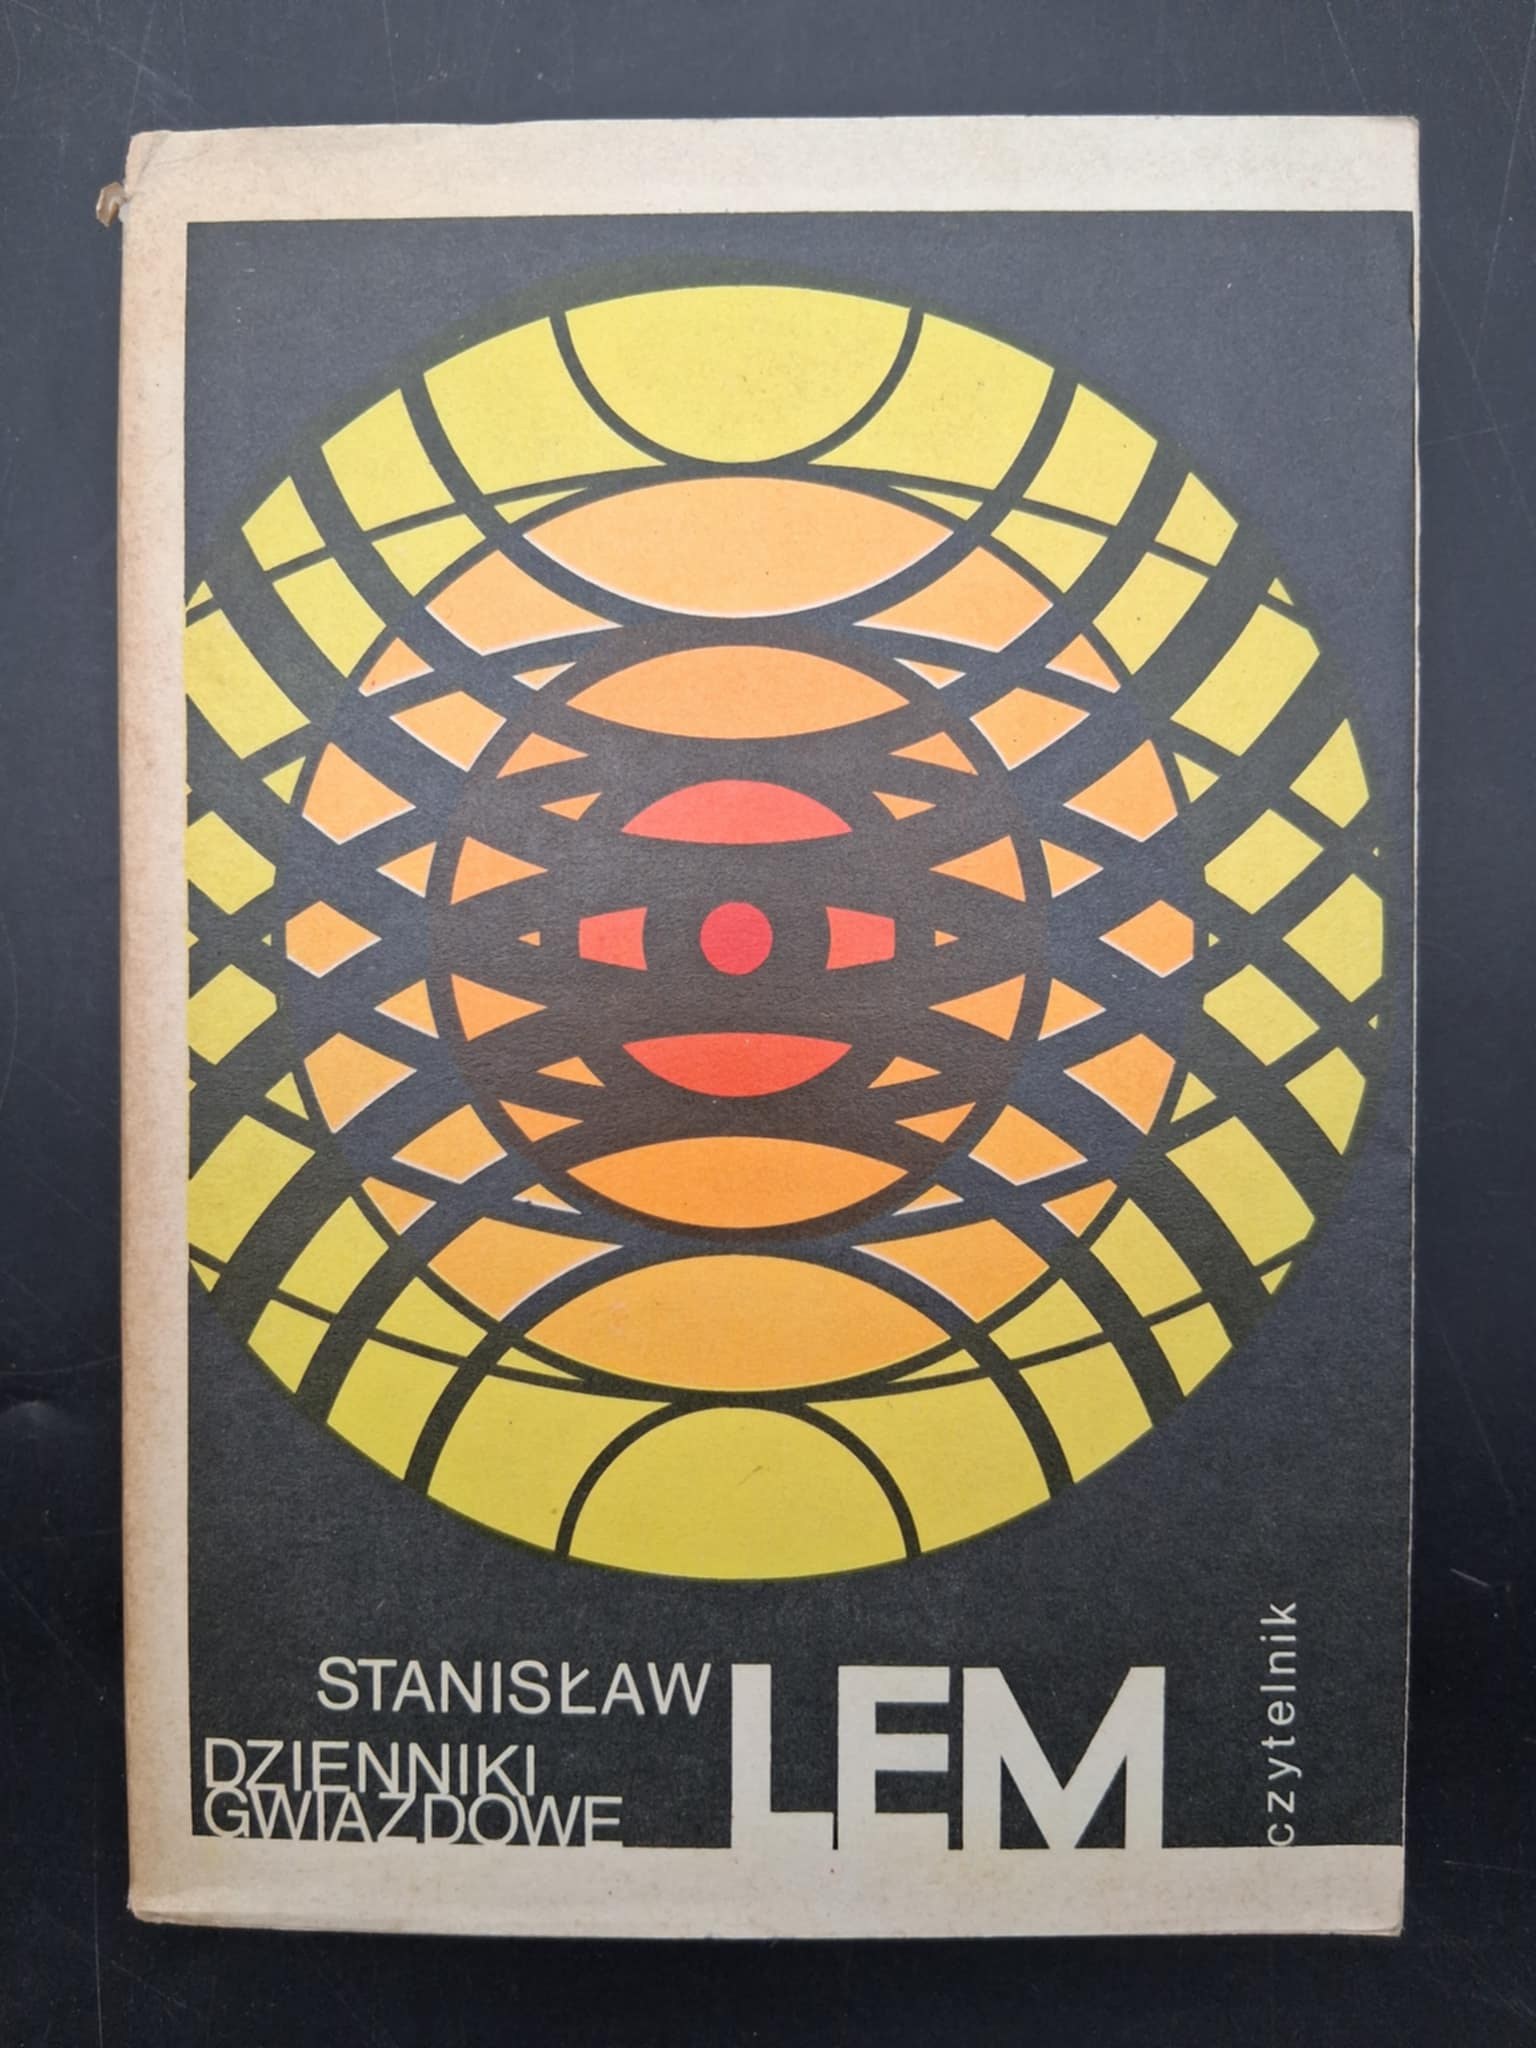 STANISŁAW LEM
DZIENNIKI
GWIAZDOWE
czytelnik